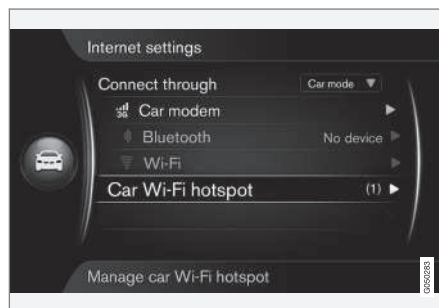 Internet settings
Connect through Car mode
3G Car modem
Bluetooth No device
Wi-Fi
Car Wi-Fi hotspot (1)
Manage car Wi-Fi hotspot
G050283